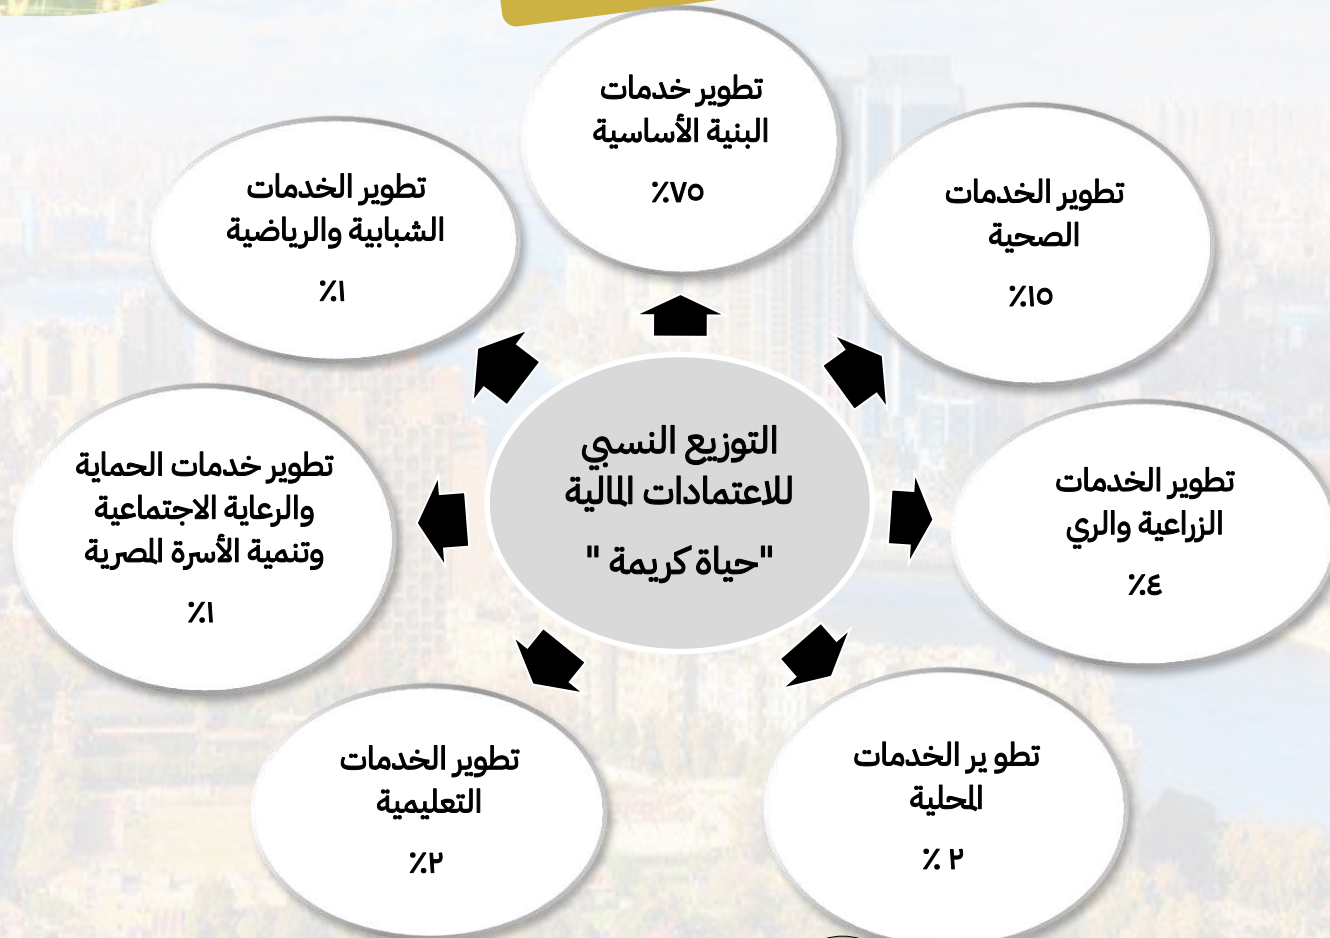 تطوير خدمات
البنية الأساسية
٧٥٪
تطوير الخدمات
الصحية
١٥٪
تطوير الخدمات
الزراعية والري
٤٪
تطو ير الخدمات
المحلية
٢ ٪
تطوير الخدمات
التعليمية
٢٪
تطوير خدمات الحماية
والرعاية الاجتماعية
وتنمية الأسرة المصرية
١٪
تطوير الخدمات
الشبابية والرياضية
١٪
التوزيع النسبي
للاعتمادات المالية
"حياة كريمة "